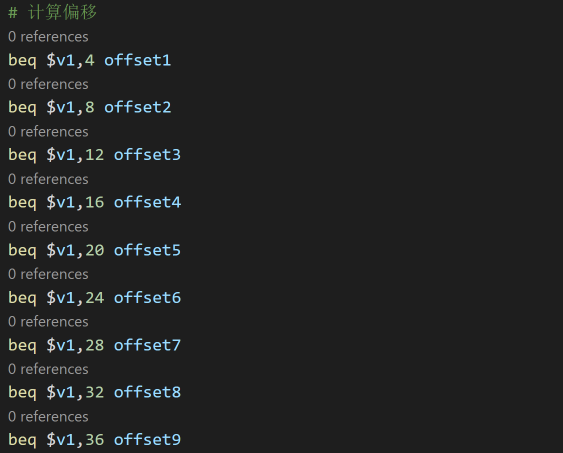 # 计算偏移
0 references
beq $v1,4 offset1
0 references
beq $v1,8 offset2
0 references
beq $v1,12 offset3
0 references
beq $v1,16 offset4
0 references
beq $v1,20 offset5
0 references
beq $v1,24 offset6
0 references
beq $v1,28 offset7
0 references
beq $v1,32 offset8
0 references
beq $v1,36 offset9